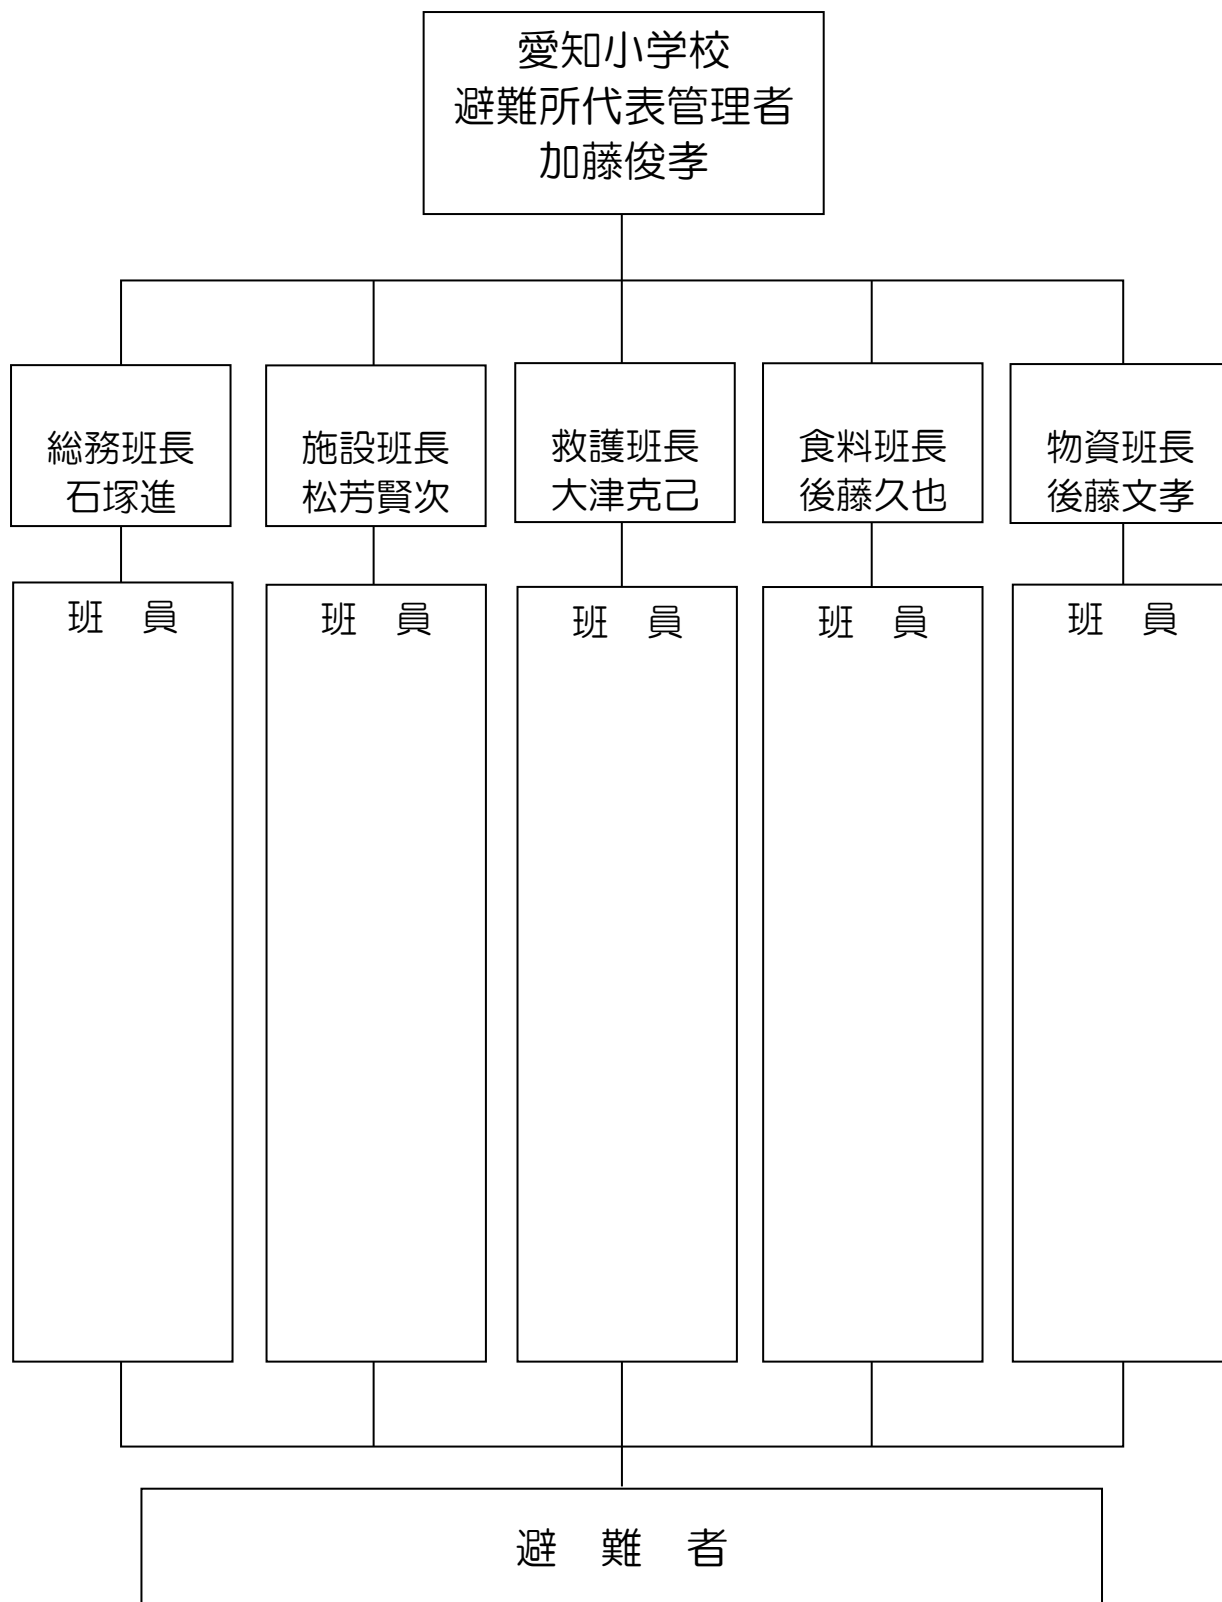 愛知小学校
避難所代表管理者
加藤俊孝
総務班長
石塚進
施設班長
松芳賢次
救護班長
大津克己
食料班長
後藤久也
物資班長
後藤文孝
班　員
班　員
班　員
班　員
班　員
避　難　者